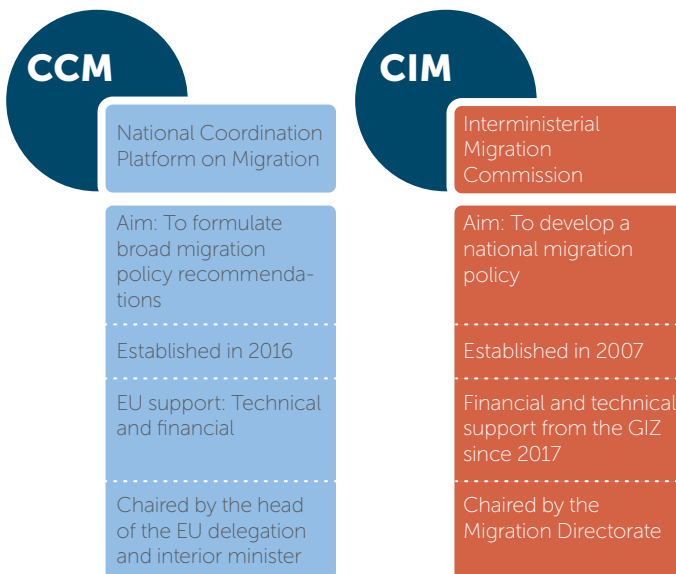 CCM
National Coordination
Platform on Migration
Aim: To formulate
broad migration
policy recommenda-
tions
Established in 2016
EU support: Technical
and financial
Chaired by the head
of the EU delegation
and interior minister
CIM
Interministerial
Migration
Commission
Aim: To develop a
national migration
policy
Established in 2007
Financial and technical
support from the GIZ
since 2017
Chaired by the
Migration Directorate